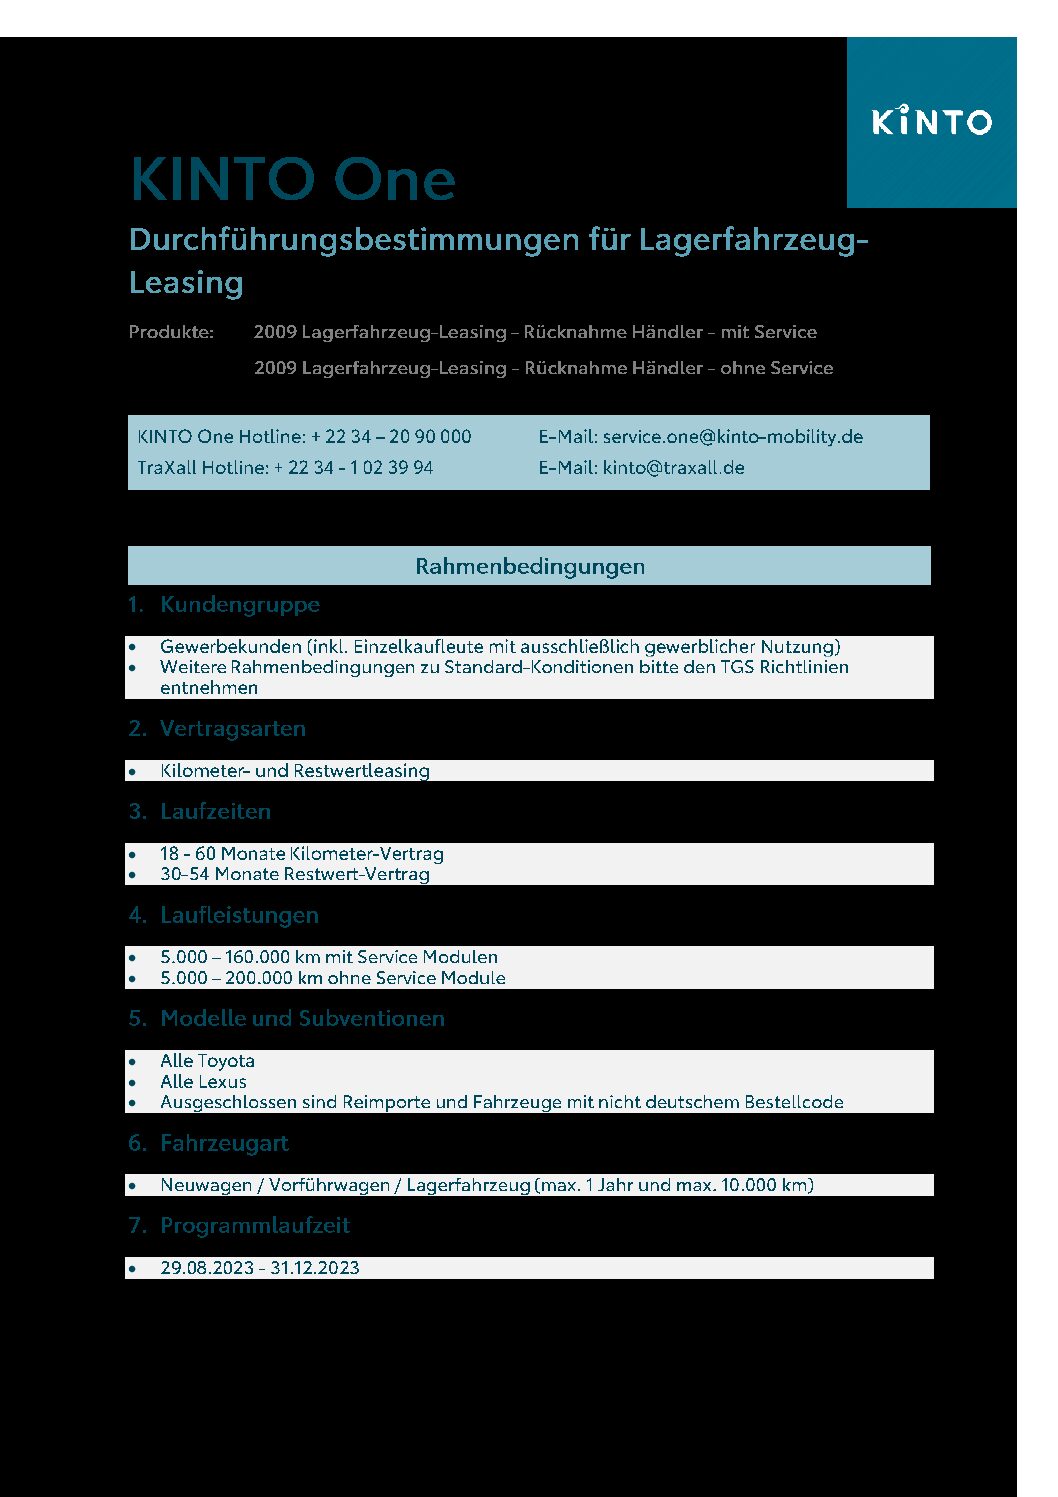 KINTO
KINTO One
Durchführungsbestimmungen für Lagerfahrzeug-
Leasing
Produkte: 2009 Lagerfahrzeug-Leasing - Rücknahme Händler - mit Service
2009 Lagerfahrzeug-Leasing - Rücknahme Händler - ohne Service
KINTO One Hotline: + 22 34 – 20 90 000 E-Mail: service.one@kinto-mobility.de
TraXall Hotline: + 22 34 - 1 02 39 94 E-Mail: kinto@traxall.de
Rahmenbedingungen
1. Kundengruppe
• Gewerbekunden (inkl. Einzelkaufleute mit ausschließlich gewerblicher Nutzung)
• Weitere Rahmenbedingungen zu Standard-Konditionen bitte den TGS Richtlinien
entnehmen
2. Vertragsarten
• Kilometer- und Restwertleasing
3. Laufzeiten
• 18 - 60 Monate Kilometer-Vertrag
• 30-54 Monate Restwert-Vertrag
4. Laufleistungen
• 5.000 – 160.000 km mit Service Modulen
• 5.000 – 200.000 km ohne Service Module
5. Modelle und Subventionen
• Alle Toyota
• Alle Lexus
• Ausgeschlossen sind Reimporte und Fahrzeuge mit nicht deutschem Bestellcode
6. Fahrzeugart
• Neuwagen / Vorführwagen / Lagerfahrzeug (max. 1 Jahr und max. 10.000 km)
7. Programmlaufzeit
• 29.08.2023 - 31.12.2023